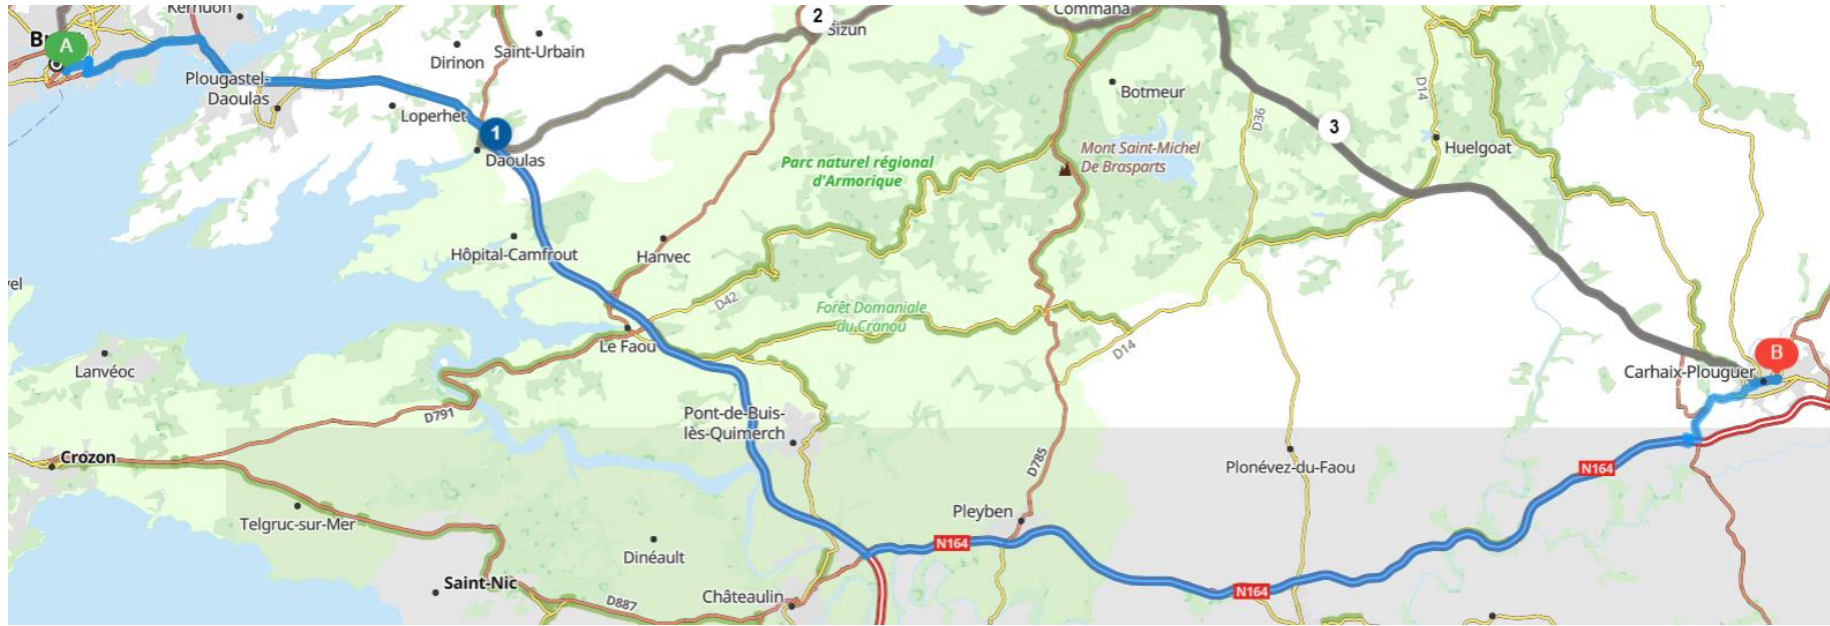 Kernuon
Commana
2
Sizun
A
Saint-Urbain
Dirinon
Plougastel-
Daoulas
Botmeur
D14
D36
Loperhet
1
3
Daoulas
Huelgoat
Parc naturel régional
d'Armorique
Mont Saint-Michel
De Brasparts
Hôpital-Camfrout
Hanvec
D42
Forêt Domaniale
du Cranou
Le Faou
D14
Lanvéoc
B
Carhaix-Plouguer
D791
Pont-de-Buis-
lès-Quimerch
Crozon
D785
Plonévez-du-Faou
N164
Telgruc-sur-Mer
Pleyben
N164
Dinéault
Saint-Nic
Châteaulin
D887
N164